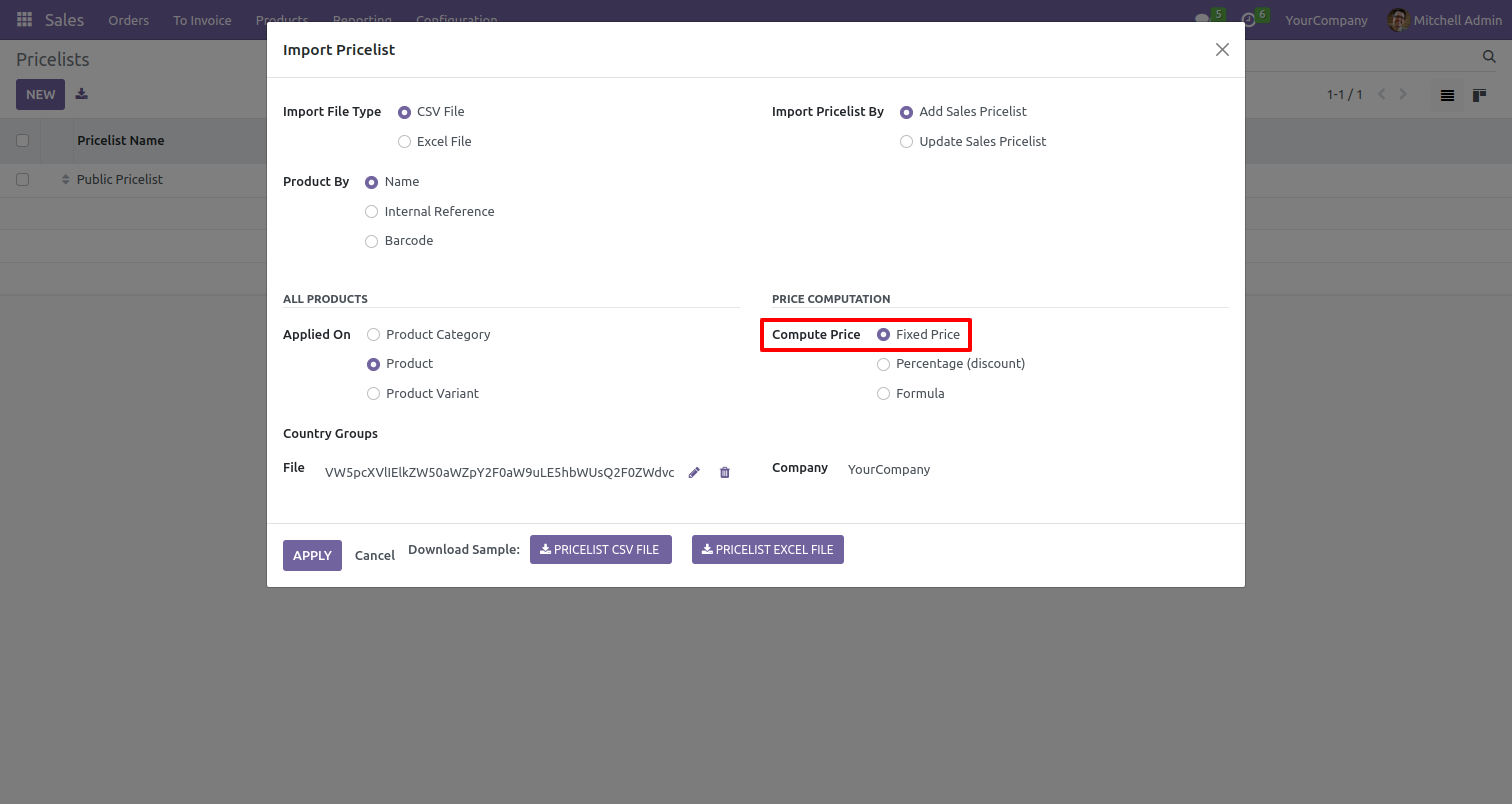 Sales Orders To Invoice Products Reporting Configuration 5 6 YourCompany Mitchell Admin
Pricelists
NEW
1-1 / 1
Pricelist Name
Public Pricelist
Import Pricelist
Import File Type CSV File
Excel File
Import Pricelist By Add Sales Pricelist
Update Sales Pricelist
Product By Name
Internal Reference
Barcode
ALL PRODUCTS
Applied On Product Category
Product
Product Variant
PRICE COMPUTATION
Compute Price Fixed Price
Percentage (discount)
Formula
Country Groups
File VW5pcXVlIElkZW50aWZpY2F0aW9uLE5hbWUsQ2F0ZWdvc
Company YourCompany
APPLY Cancel Download Sample: PRICELIST CSV FILE PRICELIST EXCEL FILE